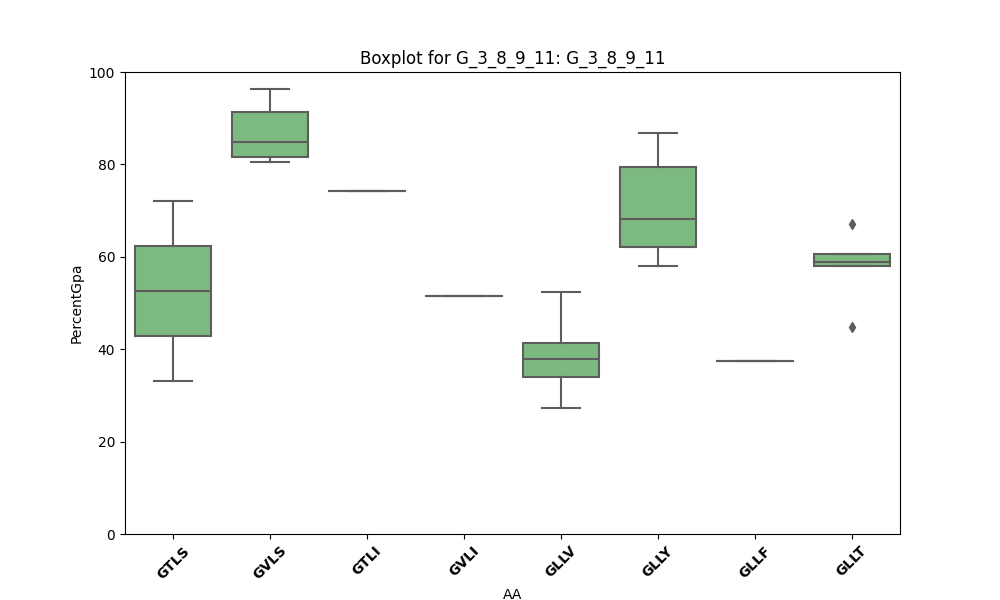 Boxplot for G_3_8_9_11: G_3_8_9_11
PercentGpa
100
80
60
40
20
0
GTLS GVLS GTLI GVLI GLLV GLLY GLLF GLLT
AA